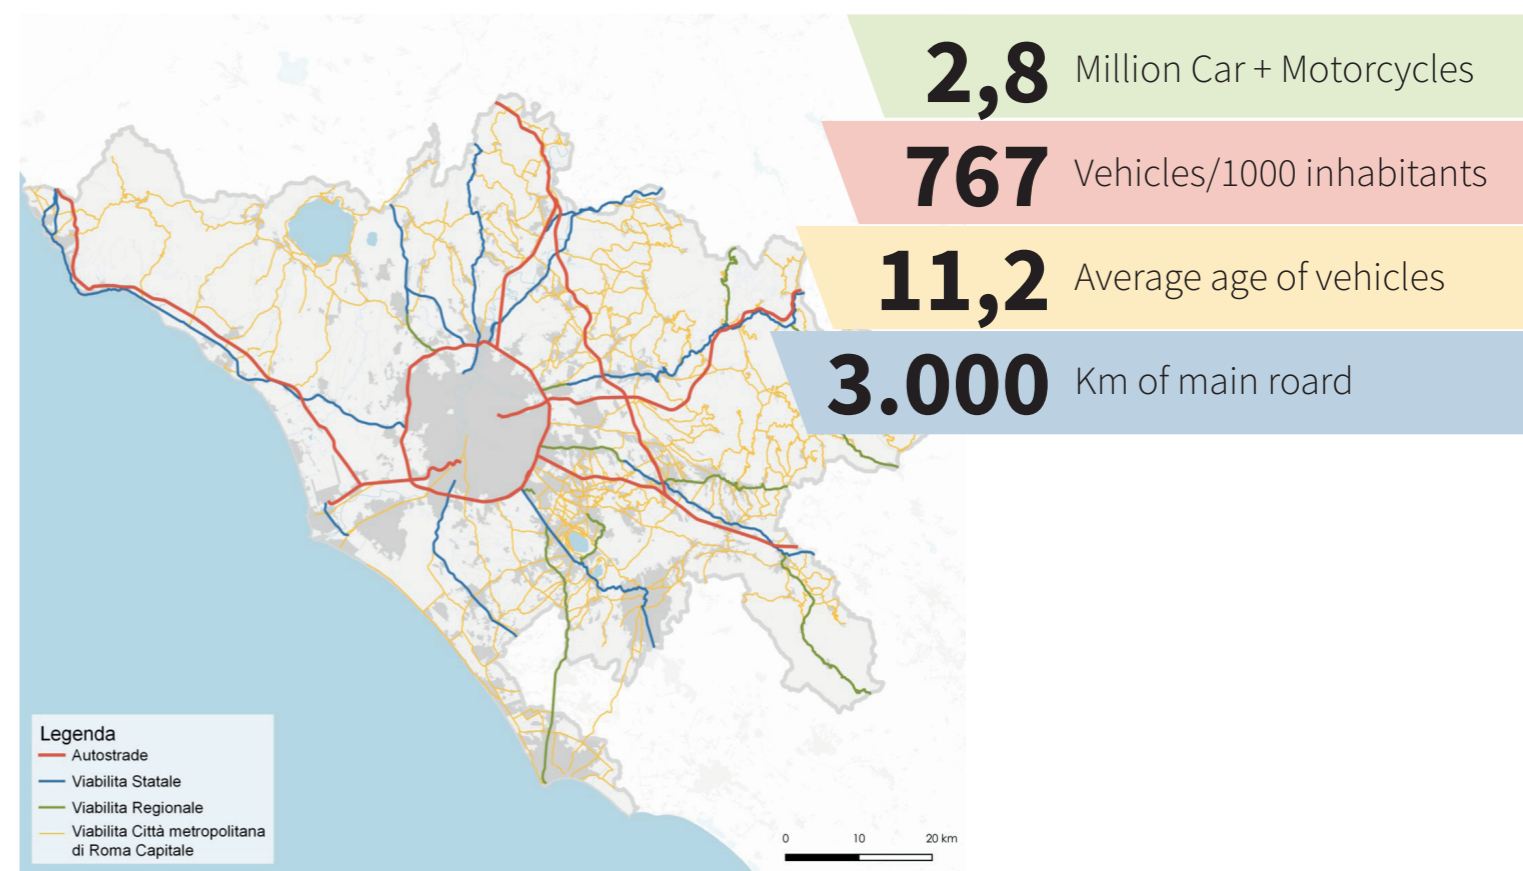 2,8 Million Car + Motorcycles
767 Vehicles/1000 inhabitants
11,2 Average age of vehicles
3.000 Km of main roard
Legenda
Autostrade
Viabilita Statale
Viabilita Regionale
Viabilita Città metropolitana
di Roma Capitale
0 10 20 km